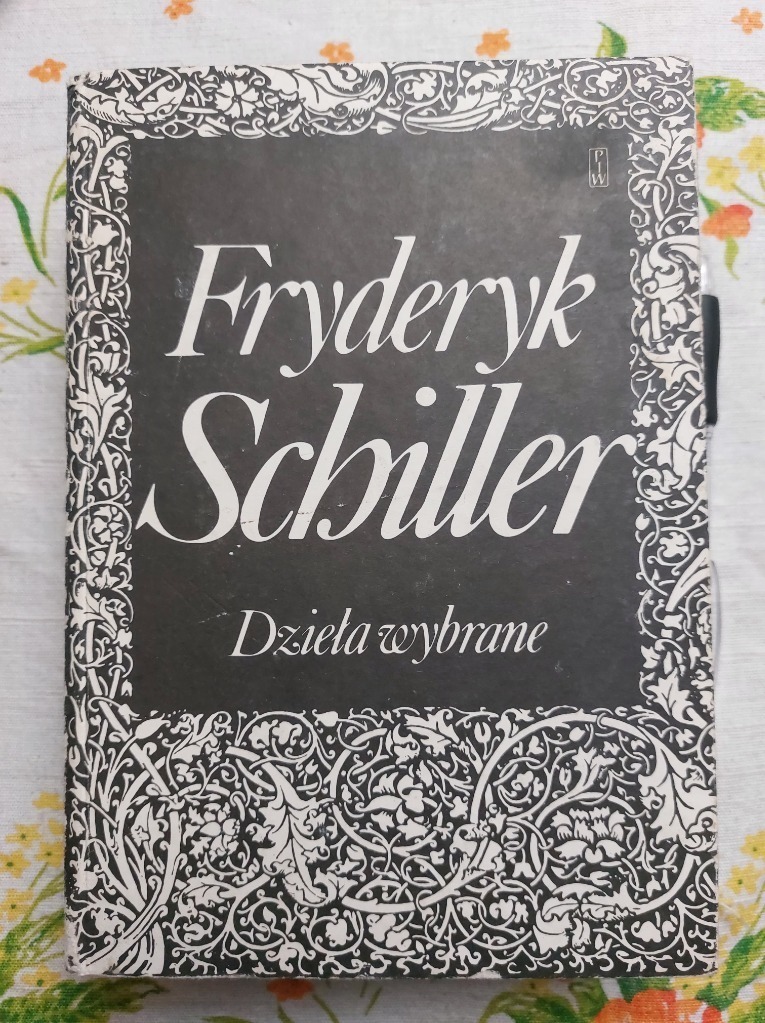 PIW
Fryderyk
Schiller
Dzieła wybrane